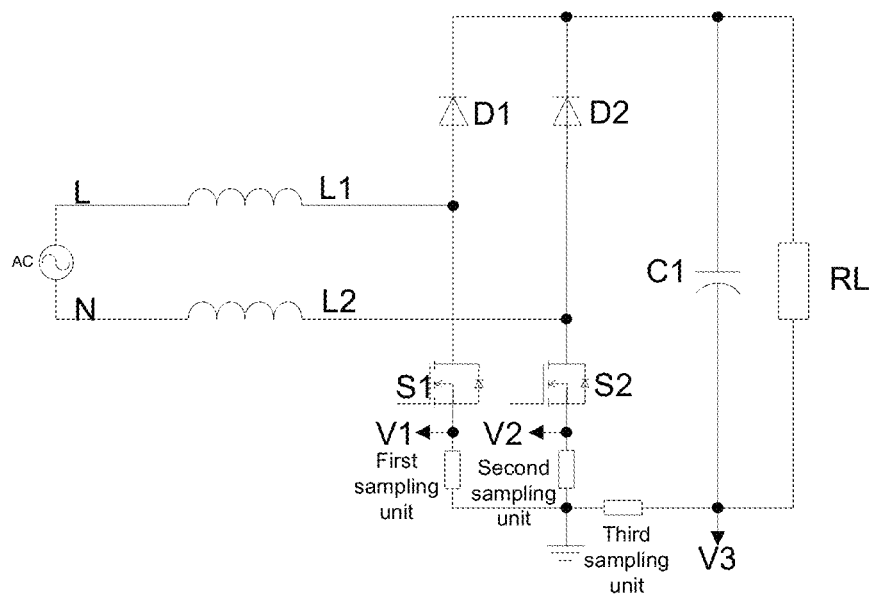 D1
D2
L
L1
AC
C1
RL
N
L2
S1
S2
V1
V2
First
sampling
unit
Second
sampling
unit
Third
sampling
unit
V3